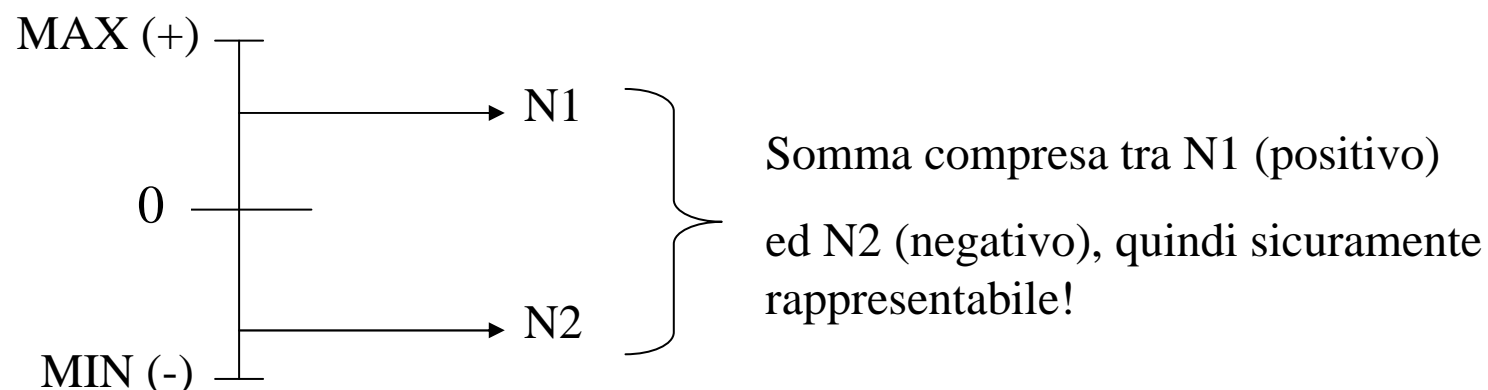 MAX (+)
N1
Somma compresa tra N1 (positivo)
0
ed N2 (negativo), quindi sicuramente
rappresentabile!
N2
MIN (-)